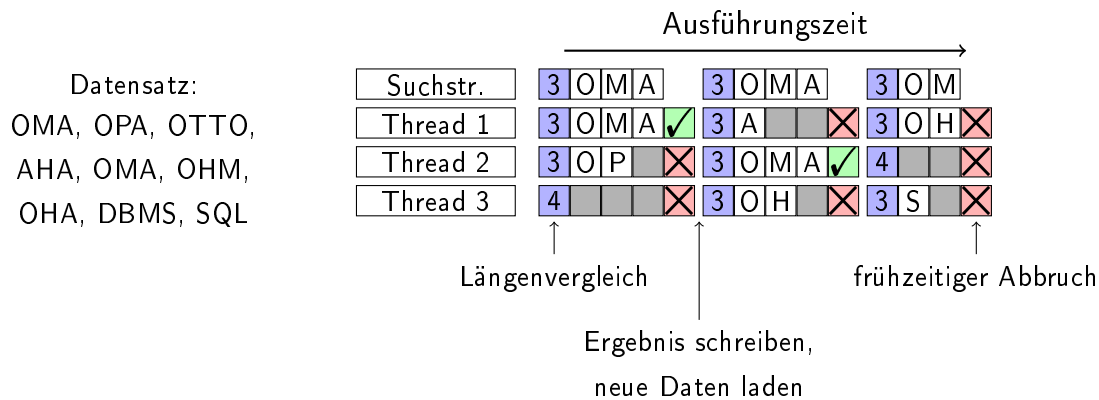 Ausführungszeit
Datensatz:
OMA, OPA, OTTO,
AHA, OMA, OHM,
OHA, DBMS, SQL
Suchstr. 3 O M A 3 O M A 3 O M
Thread 1 3 O M A ✓ 3 A ✗ 3 O H ✗
Thread 2 3 O P ✗ 3 O M A ✓ 4 ✗
Thread 3 4 ✗ 3 O H ✗ 3 S ✗
Längenvergleich
frühzeitiger Abbruch
Ergebnis schreiben,
neue Daten laden